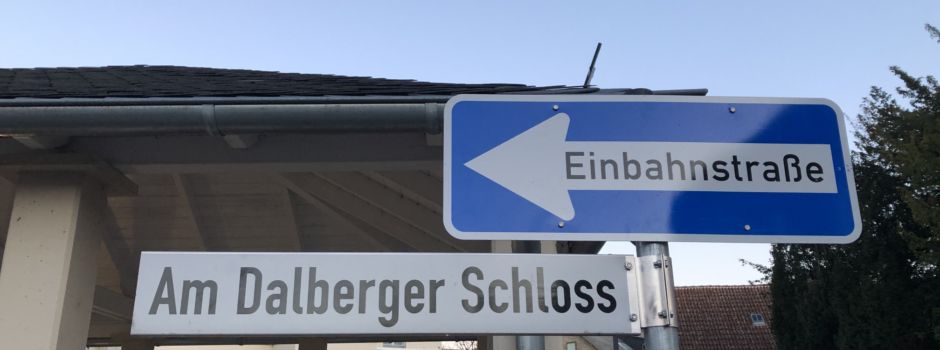 Einbahnstraße
Am Dalberger Schloss